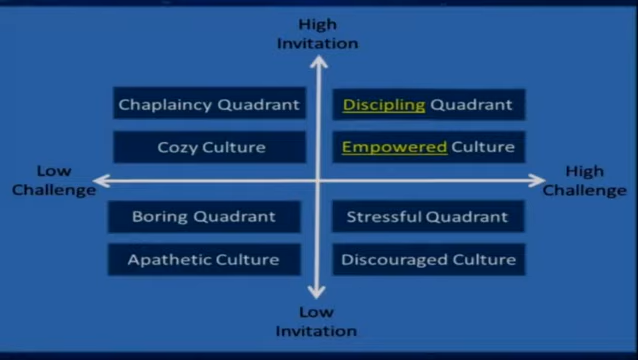 High
Invitation
Chaplaincy Quadrant
Discipling Quadrant
Cozy Culture
Empowered Culture
Low
Challenge
High
Challenge
Boring Quadrant
Stressful Quadrant
Apathetic Culture
Discouraged Culture
Low
Invitation